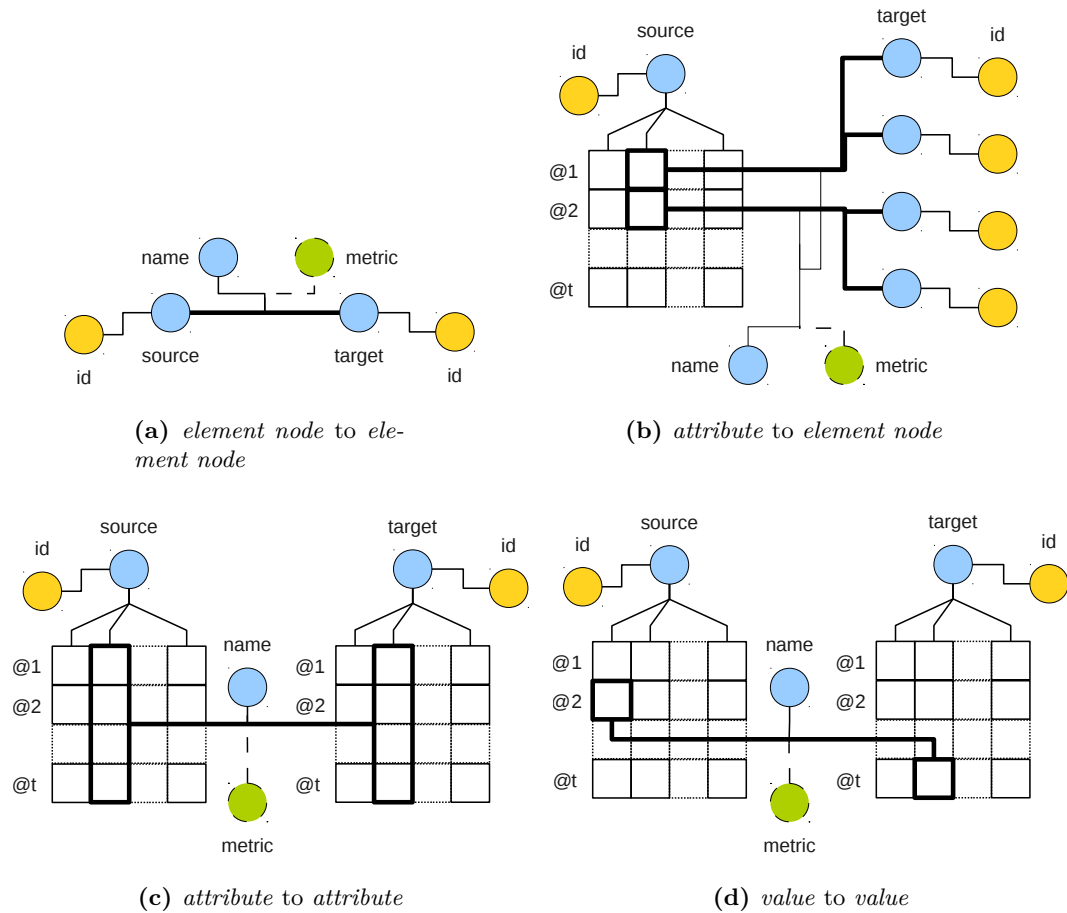 name
metric
source
target
id
id
(a) element node to ele-
ment node
source
target
id
id
@1
@2
@t
name
metric
(b) attribute to element node
source
target
id
id
name
@1
@1
@2
@2
@t
@t
metric
(c) attribute to attribute
source
target
id
id
name
@1
@1
@2
@2
@t
@t
metric
(d) value to value